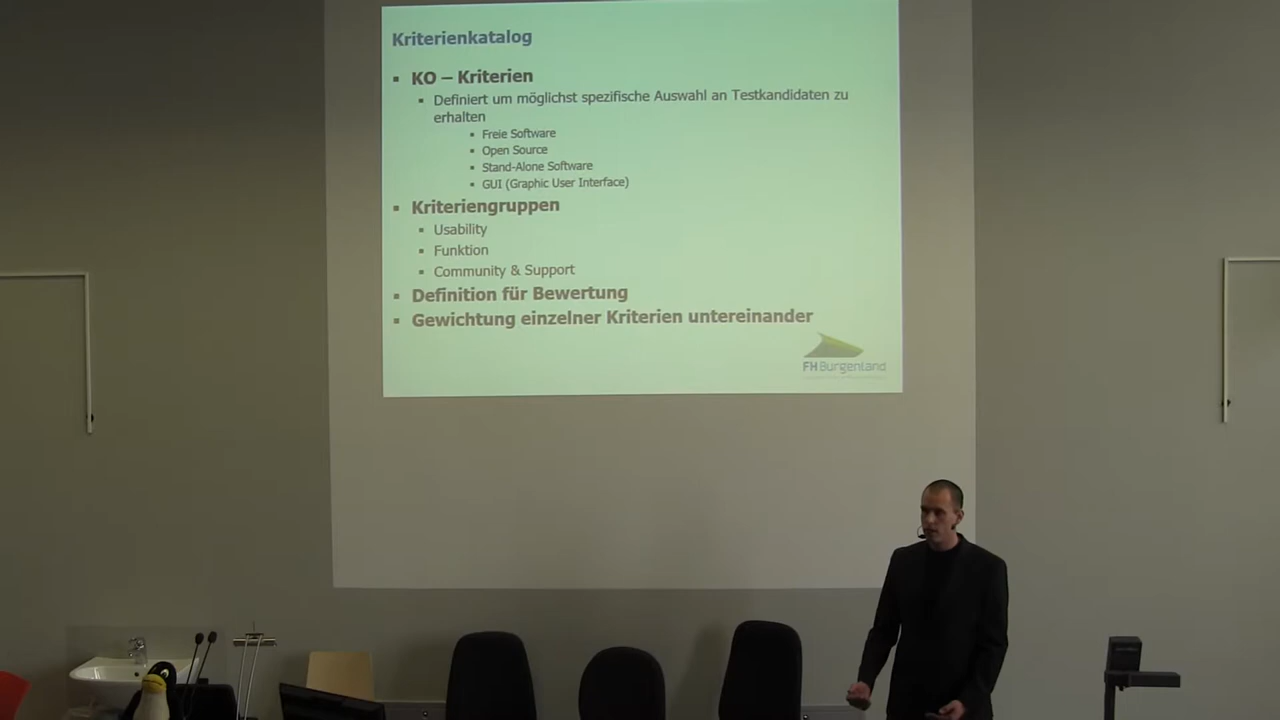 Kriterienkatalog
▪ KO – Kriterien
▪ Definiert um möglichst spezifische Auswahl an Testkandidaten zu
erhalten
▪ Freie Software
▪ Open Source
▪ Stand-Alone Software
▪ GUI (Graphic User Interface)
▪ Kriteriengruppen
▪ Usability
▪ Funktion
▪ Community & Support
▪ Definition für Bewertung
▪ Gewichtung einzelner Kriterien untereinander
FH Burgenland